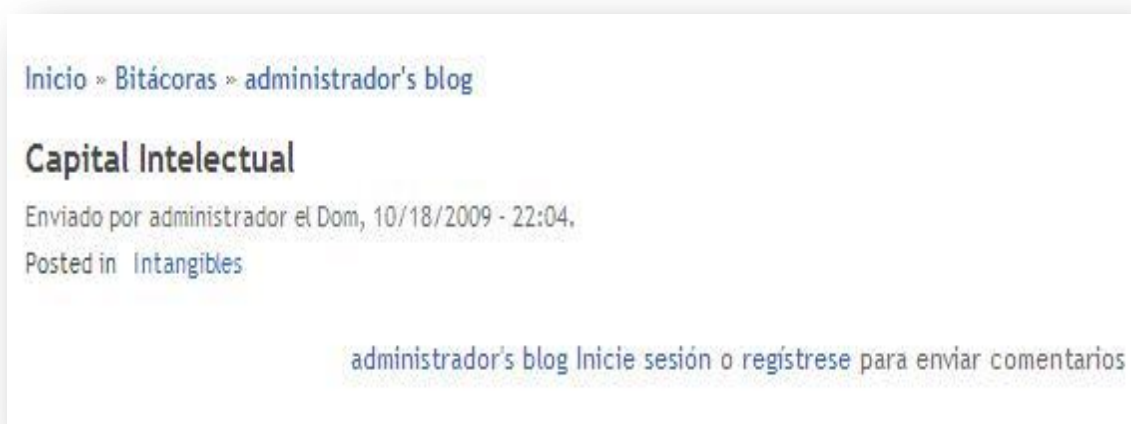 Inicio » Bitácoras » administrador's blog
Capital Intelectual
Enviado por administrador el Dom, 10/18/2009 - 22:04.
Posted in Intangibles
administrador's blog Inicie sesión o regístrese para enviar comentarios